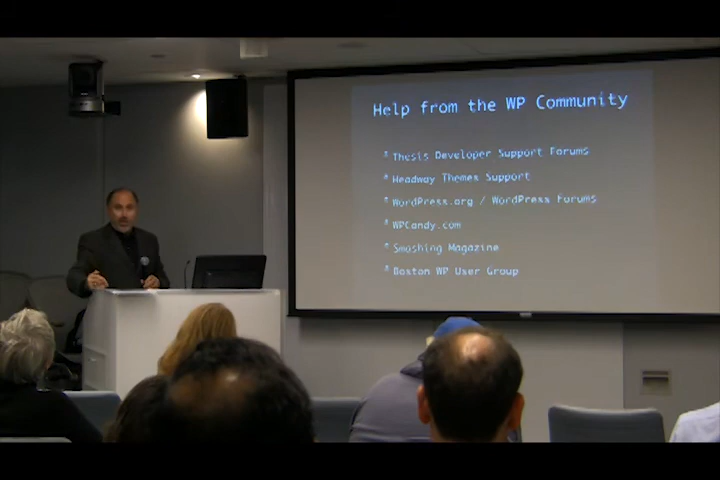 Help from the WP Community
* Thesis Developer Support Forums
* Headway Themes Support
* WordPress.org / WordPress Forums
* WPCandy.com
* Smashing Magazine
* Boston WP User Group